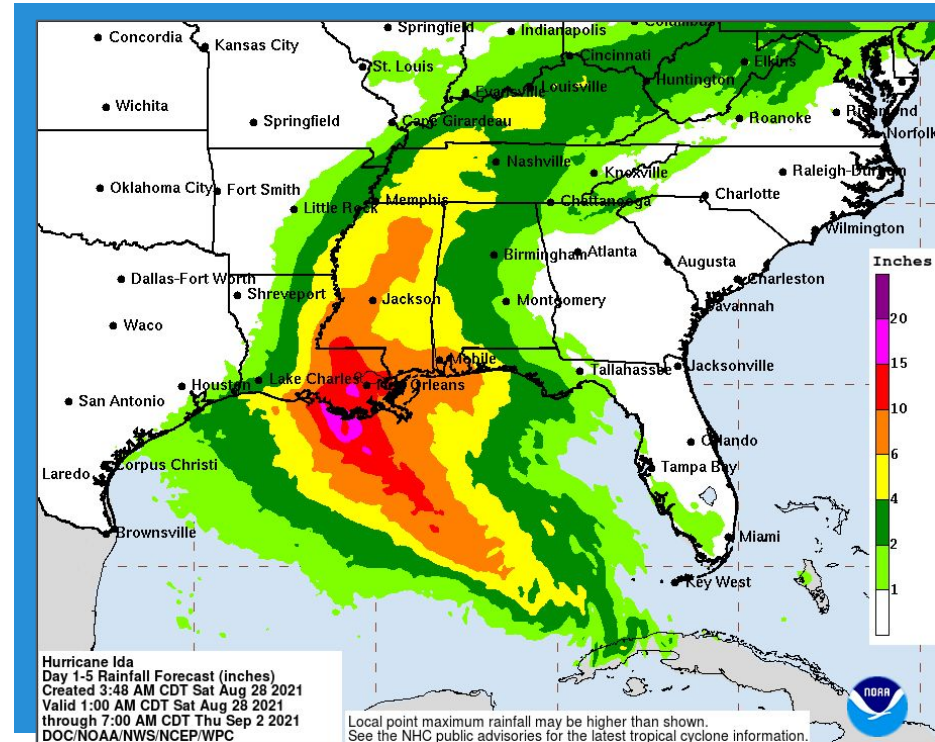 Springfield
Indianapolis
Concordia
Kansas City
Cincinnati
St. Louis
Elkins
Huntington
Evansville
Louisville
Wichita
Springfield
Cape Girardeau
Roanoke
Richmond
Norfolk
Nashville
Knoxville
Raleigh-Durham
Oklahoma City
Fort Smith
Little Rock
Memphis
Chattanooga
Charlotte
Wilmington
Birmingham
Atlanta
Augusta
Inches
Dallas-Fort Worth
Shreveport
Jackson
Montgomery
Charleston
Savannah
20
Waco
Mobile
15
Tallahassee
Jacksonville
Houston
Lake Charles
Orleans
10
San Antonio
6
Orlando
Laredo
Corpus Christi
Tampa Bay
4
Brownsville
Miami
2
Key West
1
Hurricane Ida
Day 1-5 Rainfall Forecast (inches)
Created 3:48 AM CDT Sat Aug 28 2021
Valid 1:00 AM CDT Sat Aug 28 2021
through 7:00 AM CDT Thu Sep 2 2021
DOC/NOAA/NWS/NCEP/WPC
Local point maximum rainfall may be higher than shown.
See the NHC public advisories for the latest tropical cyclone information.
NOAA